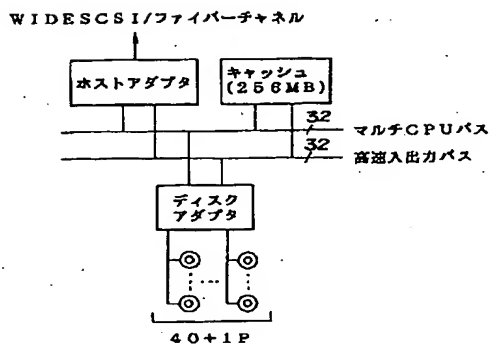 WIDESCSI/ファイバーチャネル
ホストアダプタ
キャッシュ
(256MB)
32
マルチCPUバス
32
高速入出力バス
ディスク
アダプタ
40+1P